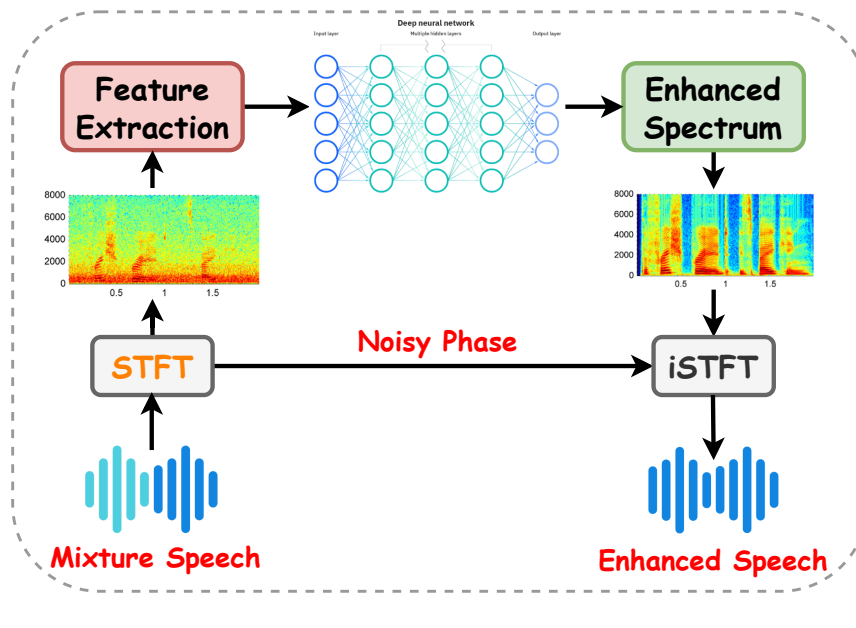 Deep neural network
Input layer
Multiple hidden layers
Output layer
Feature
Extraction
Enhanced
Spectrum
8000
6000
4000
2000
0
0.5
1
1.5
8000
6000
4000
2000
0
0.5
1
1.5
Noisy Phase
STFT
iSTFT
Mixture Speech
Enhanced Speech